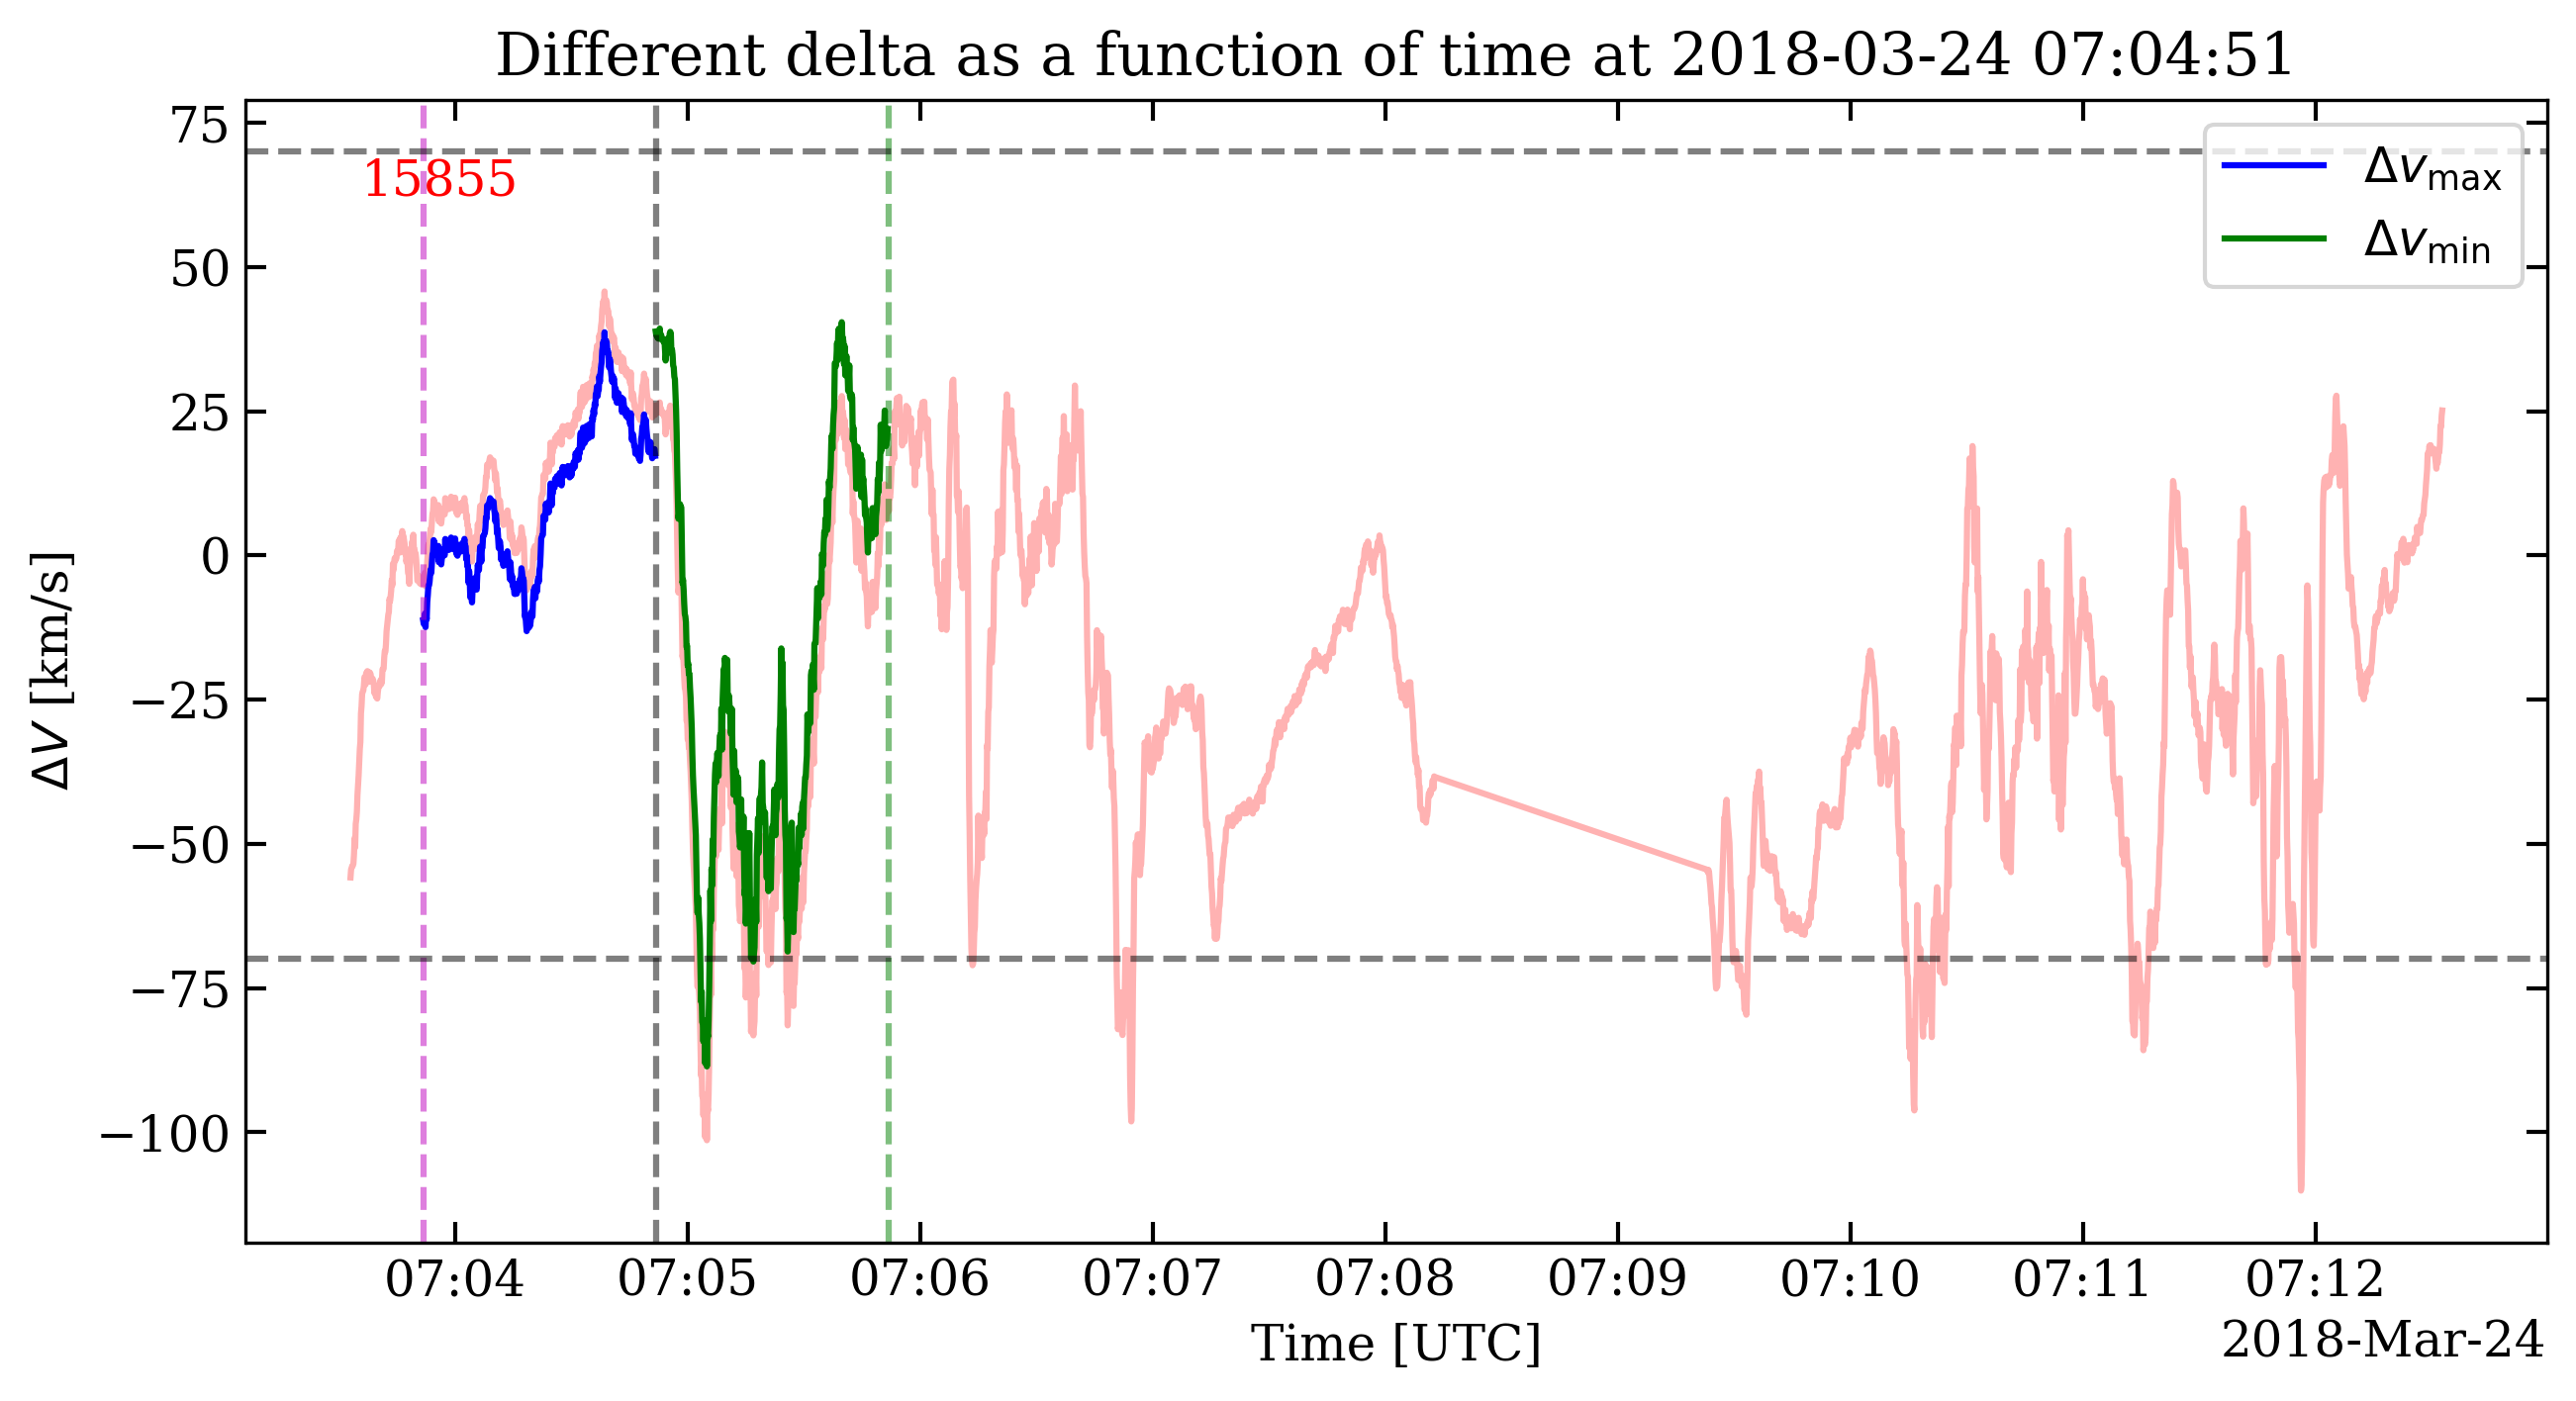 Different delta as a function of time at 2018-03-24 07:04:51
75
50
25
0
−25
−50
−75
−100
ΔV [km/s]
15855
Δv_max
Δv_min
07:04 07:05 07:06 07:07 07:08 07:09 07:10 07:11 07:12
Time [UTC]
2018-Mar-24